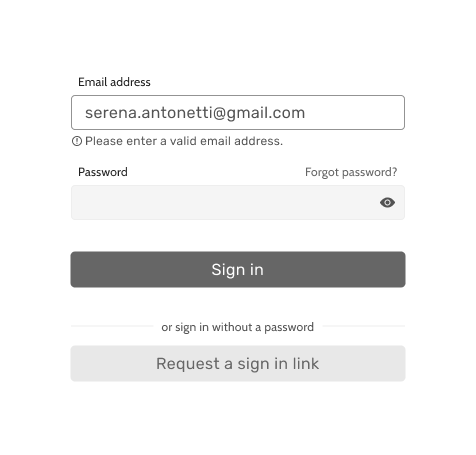 Email address
serena.antonetti@gmail.com
Please enter a valid email address.
Password Forgot password?
Sign in
or sign in without a password
Request a sign in link